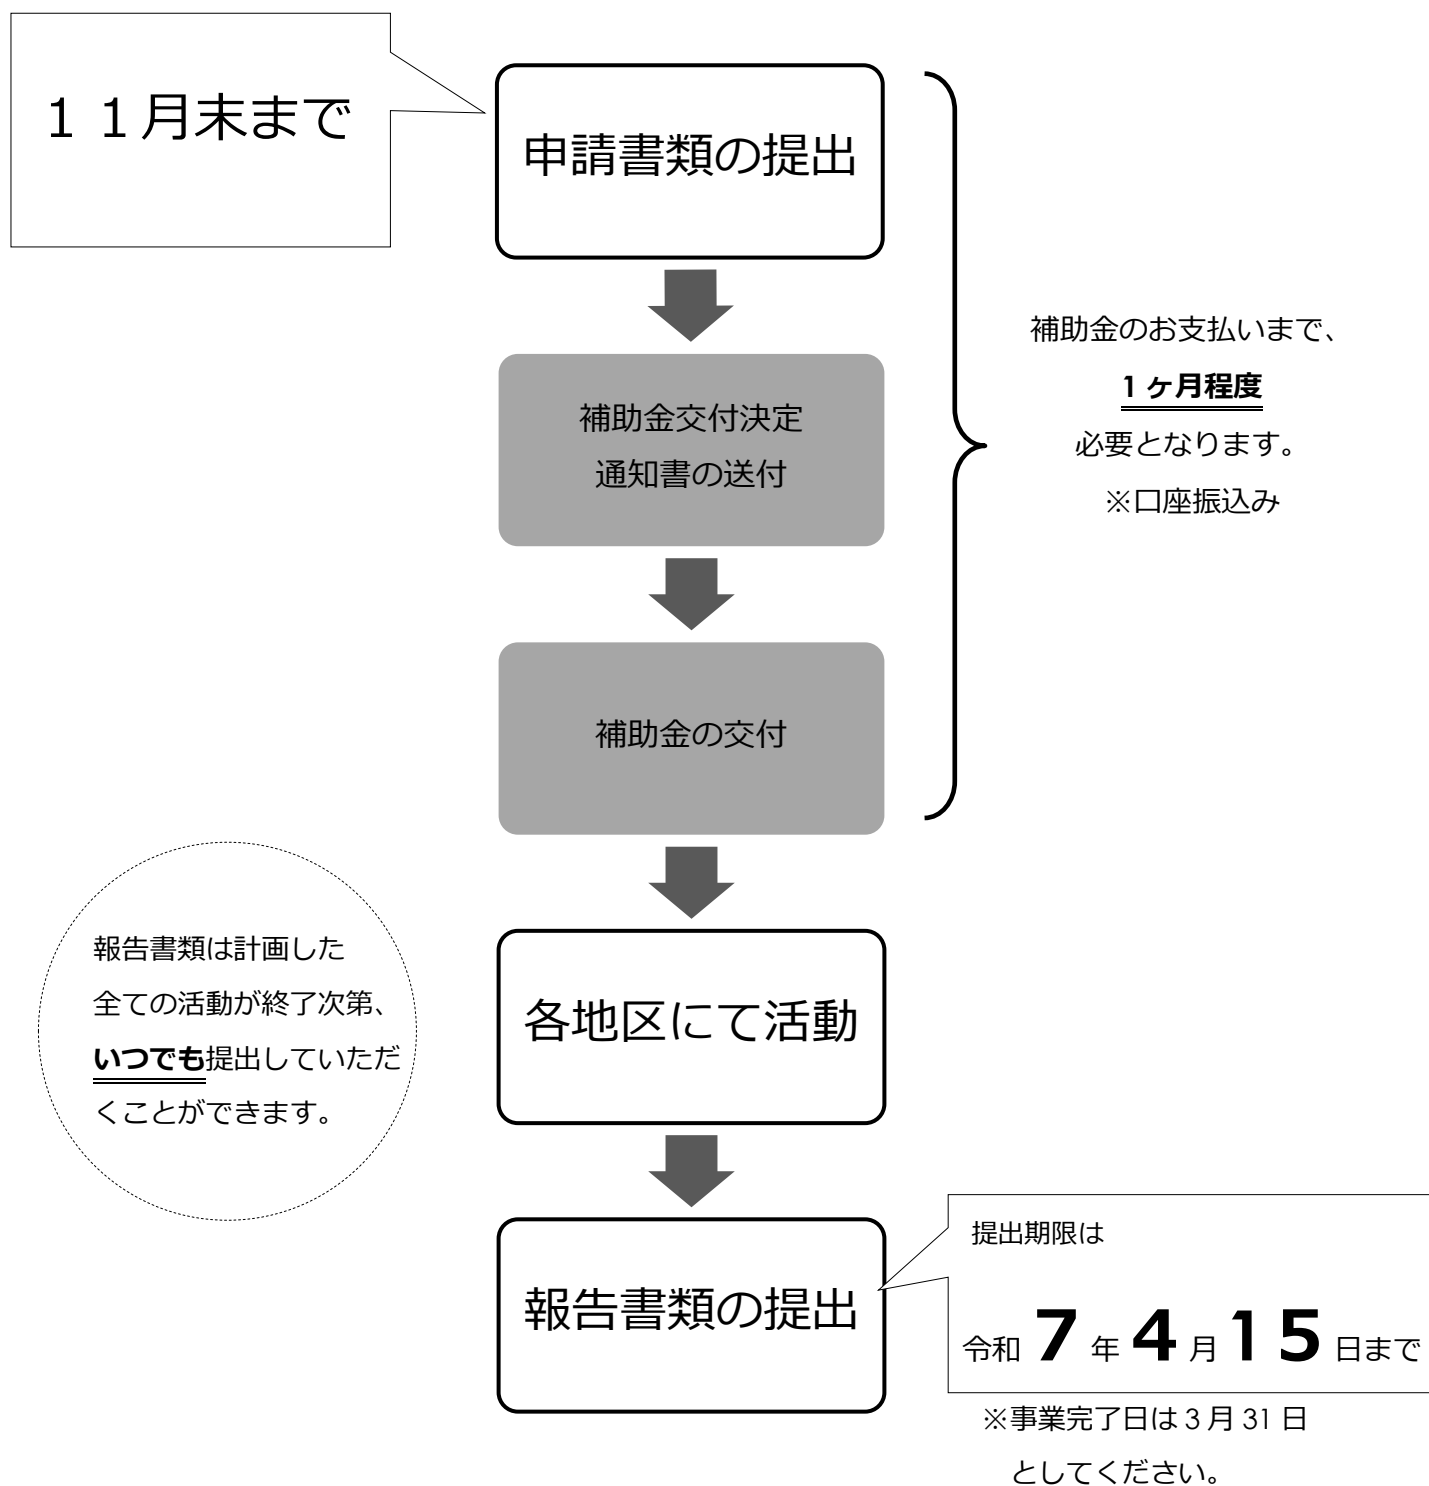 １１月末まで
申請書類の提出
補助金のお支払いまで、
1ヶ月程度
必要となります。
※口座振込み
補助金交付決定
通知書の送付
補助金の交付
報告書類は計画した
全ての活動が終了次第、
いつでも提出していただ
くことができます。
各地区にて活動
報告書類の提出
提出期限は
令和 7 年 4 月 15 日まで
※事業完了日は 3 月 31 日
としてください。